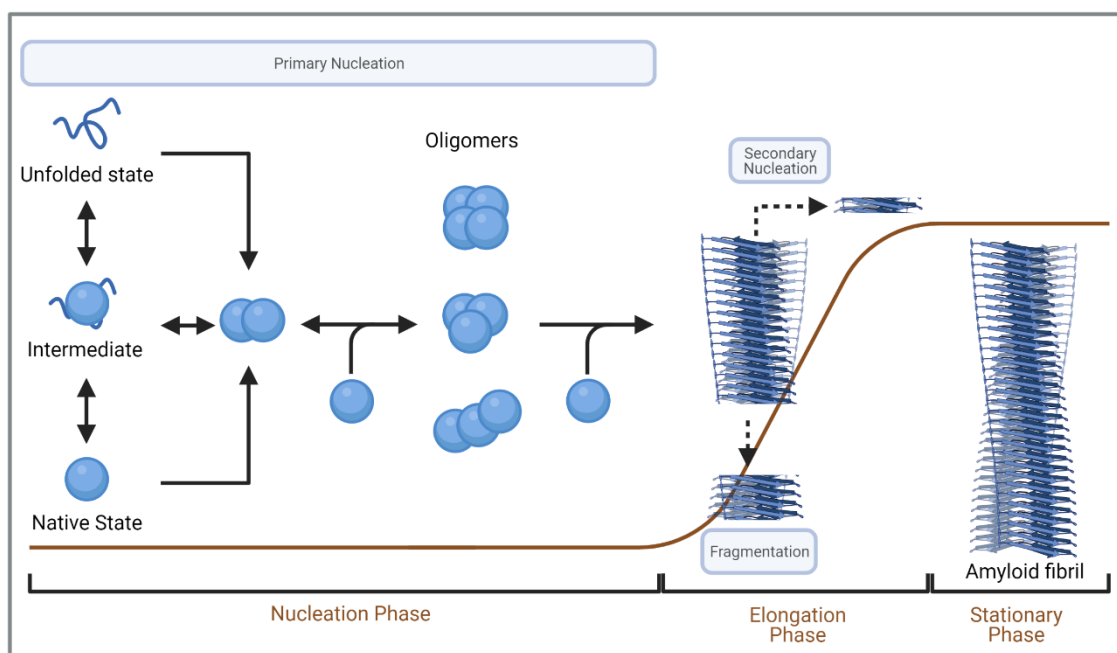 Primary Nucleation
Unfolded state
Oligomers
Secondary
Nucleation
Intermediate
Native State
Fragmentation
Amyloid fibril
Nucleation Phase
Elongation
Phase
Stationary
Phase